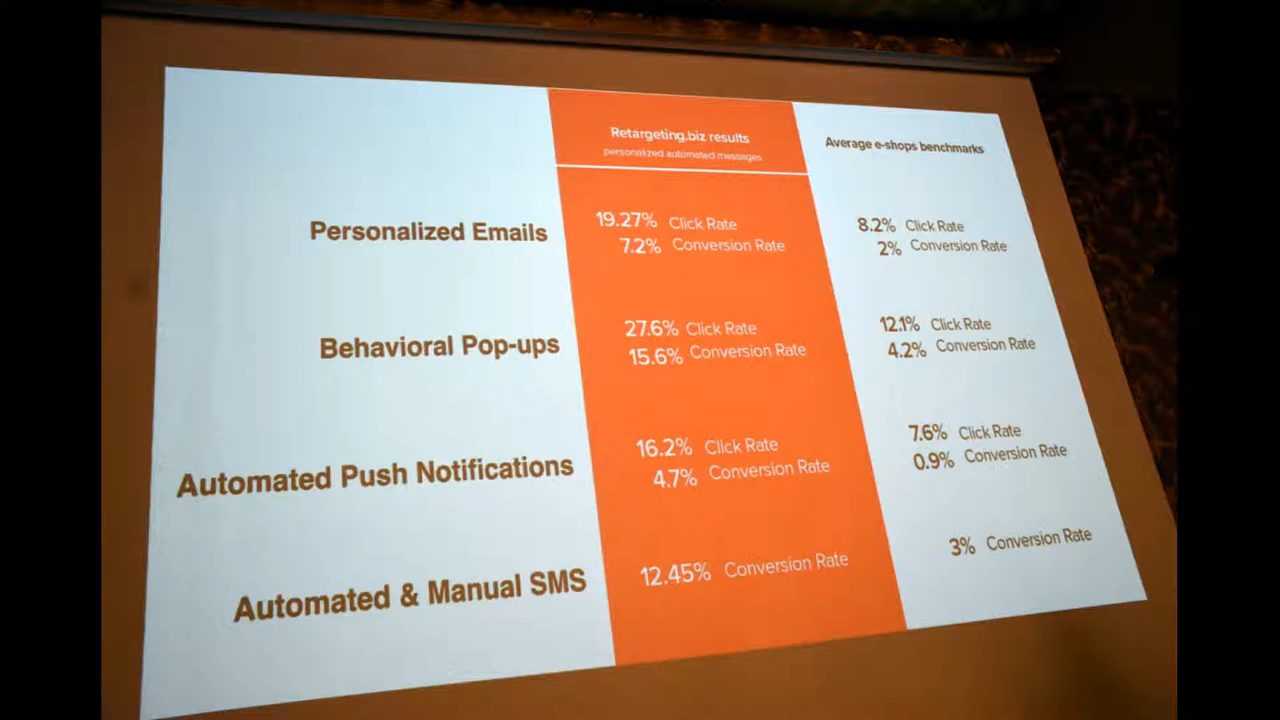 Retargeting.biz results
personalized automated messages
Average e-shops benchmarks
Personalized Emails
19.27% Click Rate
7.2% Conversion Rate
8.2% Click Rate
2% Conversion Rate
Behavioral Pop-ups
27.6% Click Rate
15.6% Conversion Rate
12.1% Click Rate
4.2% Conversion Rate
Automated Push Notifications
16.2% Click Rate
4.7% Conversion Rate
7.6% Click Rate
0.9% Conversion Rate
Automated & Manual SMS
12.45% Conversion Rate
3% Conversion Rate